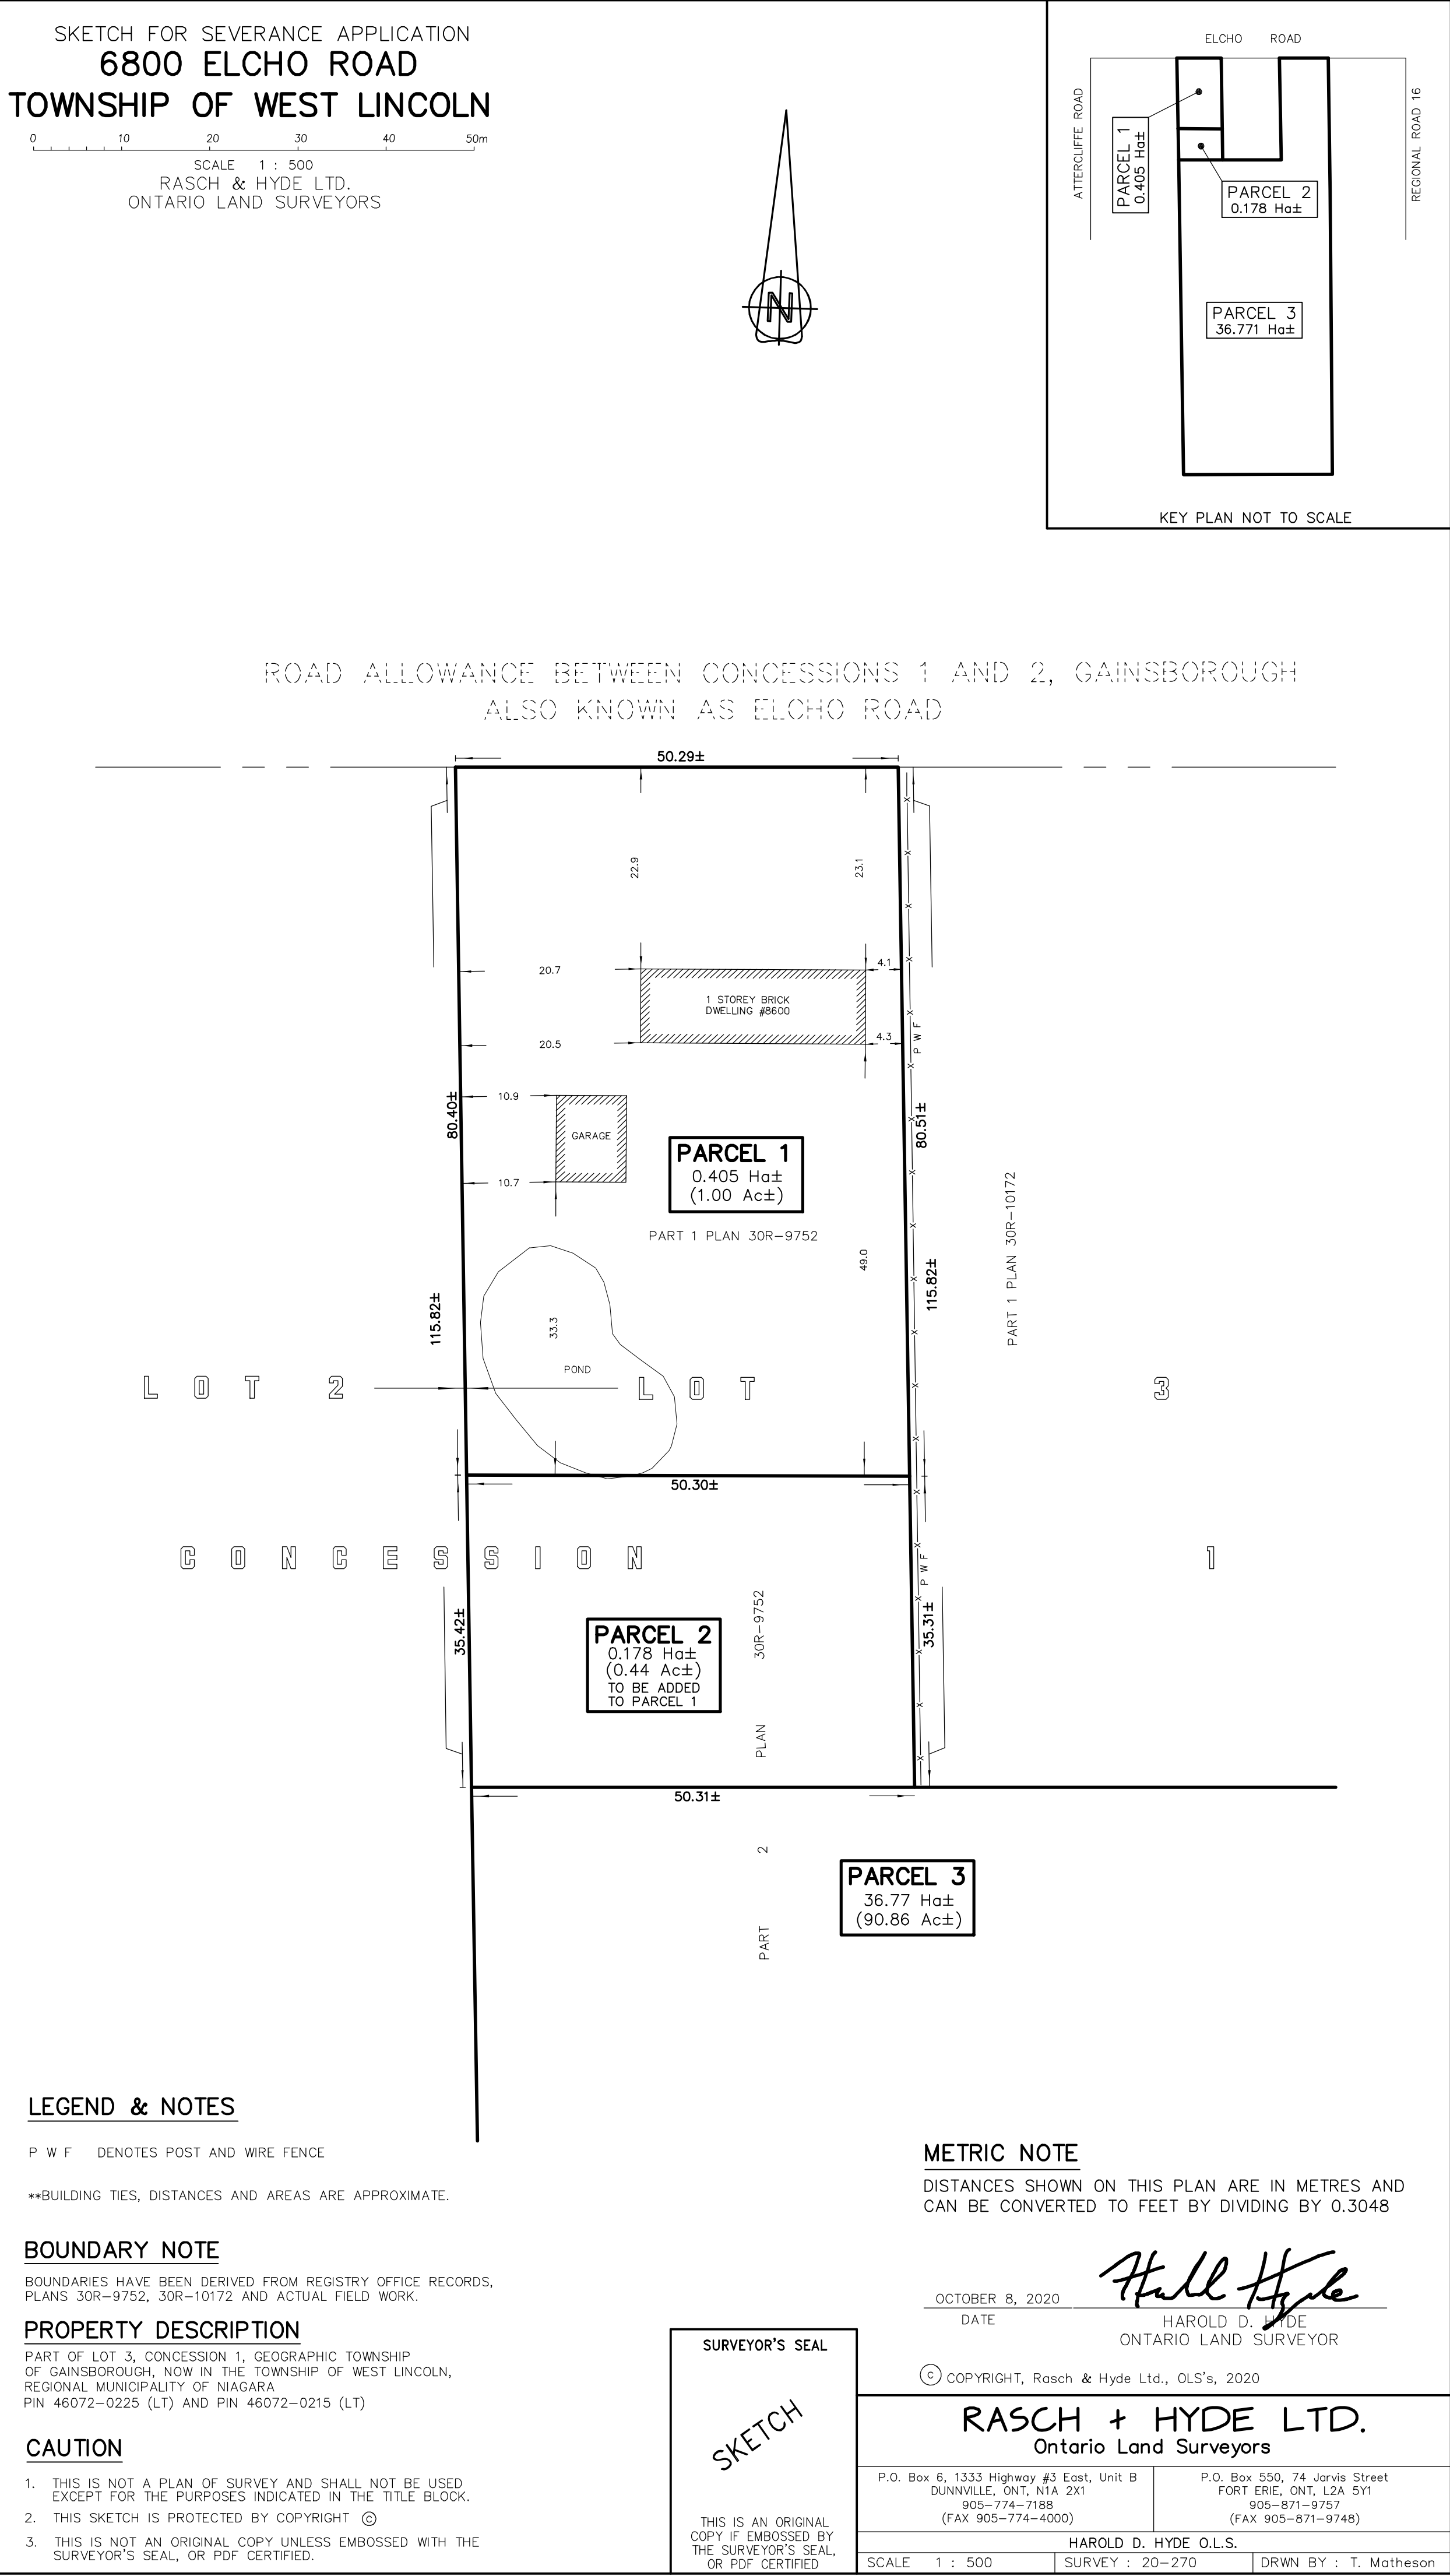 SKETCH FOR SEVERANCE APPLICATION
6800 ELCHO ROAD
TOWNSHIP OF WEST LINCOLN
0 10 20 30 40 50m
SCALE 1 : 500
RASCH & HYDE LTD.
ONTARIO LAND SURVEYORS
N
ELCHO ROAD
ATTERCLIFFE ROAD
REGIONAL ROAD 16
PARCEL 1
0.405 Ha±
PARCEL 2
0.178 Ha±
PARCEL 3
36.771 Ha±
KEY PLAN NOT TO SCALE
ROAD ALLOWANCE BETWEEN CONCESSIONS 1 AND 2, GAINSBOROUGH
ALSO KNOWN AS ELCHO ROAD
50.29±
22.9
23.1
20.7
4.1
1 STOREY BRICK
DWELLING #8600
20.5
4.3
P W F
10.9
80.40±
GARAGE
80.51±
10.7
PARCEL 1
0.405 Ha±
(1.00 Ac±)
PART 1 PLAN 30R-9752
PART 1 PLAN 30R-10172
49.0
115.82±
115.82±
33.3
POND
LOT 2
LOT 3
50.30±
CONCESSION 1
P W F
35.42±
35.31±
PARCEL 2
0.178 Ha±
(0.44 Ac±)
TO BE ADDED
TO PARCEL 1
PART 2 PLAN 30R-9752
50.31±
PARCEL 3
36.77 Ha±
(90.86 Ac±)
LEGEND & NOTES
P W F DENOTES POST AND WIRE FENCE
**BUILDING TIES, DISTANCES AND AREAS ARE APPROXIMATE.
BOUNDARY NOTE
BOUNDARIES HAVE BEEN DERIVED FROM REGISTRY OFFICE RECORDS,
PLANS 30R-9752, 30R-10172 AND ACTUAL FIELD WORK.
PROPERTY DESCRIPTION
PART OF LOT 3, CONCESSION 1, GEOGRAPHIC TOWNSHIP
OF GAINSBOROUGH, NOW IN THE TOWNSHIP OF WEST LINCOLN,
REGIONAL MUNICIPALITY OF NIAGARA
PIN 46072-0225 (LT) AND PIN 46072-0215 (LT)
CAUTION
1. THIS IS NOT A PLAN OF SURVEY AND SHALL NOT BE USED
EXCEPT FOR THE PURPOSES INDICATED IN THE TITLE BLOCK.
2. THIS SKETCH IS PROTECTED BY COPYRIGHT ©
3. THIS IS NOT AN ORIGINAL COPY UNLESS EMBOSSED WITH THE
SURVEYOR'S SEAL, OR PDF CERTIFIED.
METRIC NOTE
DISTANCES SHOWN ON THIS PLAN ARE IN METRES AND
CAN BE CONVERTED TO FEET BY DIVIDING BY 0.3048
Harold Hyde
OCTOBER 8, 2020
DATE
HAROLD D. HYDE
ONTARIO LAND SURVEYOR
© COPYRIGHT, Rasch & Hyde Ltd., OLS's, 2020
SURVEYOR'S SEAL
SKETCH
THIS IS AN ORIGINAL
COPY IF EMBOSSED BY
THE SURVEYOR'S SEAL,
OR PDF CERTIFIED
RASCH + HYDE LTD.
Ontario Land Surveyors
P.O. Box 6, 1333 Highway #3 East, Unit B
DUNNVILLE, ONT, N1A 2X1
905-774-7188
(FAX 905-774-4000)
P.O. Box 550, 74 Jarvis Street
FORT ERIE, ONT, L2A 5Y1
905-871-9757
(FAX 905-871-9748)
HAROLD D. HYDE O.L.S.
SCALE 1 : 500
SURVEY : 20-270
DRWN BY : T. Matheson